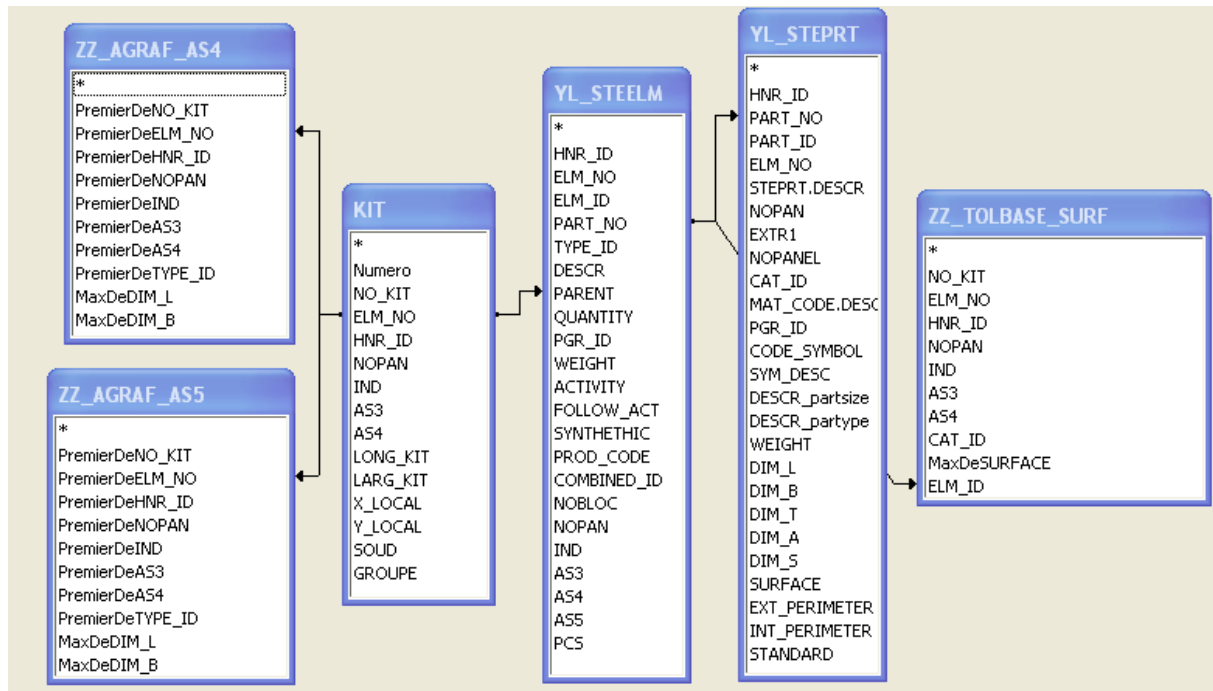 ZZ_AGRAF_AS4
*
PremierDeNO_KIT
PremierDeELM_NO
PremierDeHNR_ID
PremierDeNOPAN
PremierDeIND
PremierDeAS3
PremierDeAS4
PremierDeTYPE_ID
MaxDeDIM_L
MaxDeDIM_B
ZZ_AGRAF_AS5
*
PremierDeNO_KIT
PremierDeELM_NO
PremierDeHNR_ID
PremierDeNOPAN
PremierDeIND
PremierDeAS3
PremierDeAS4
PremierDeTYPE_ID
MaxDeDIM_L
MaxDeDIM_B
KIT
*
Numero
NO_KIT
ELM_NO
HNR_ID
NOPAN
IND
AS3
AS4
LONG_KIT
LARG_KIT
X_LOCAL
Y_LOCAL
SOUD
GROUPE
YL_STEELM
*
HNR_ID
ELM_NO
ELM_ID
PART_NO
TYPE_ID
DESCR
PARENT
QUANTITY
PGR_ID
WEIGHT
ACTIVITY
FOLLOW_ACT
SYNTHETHIC
PROD_CODE
COMBINED_ID
NOBLOC
NOPAN
IND
AS3
AS4
AS5
PCS
YL_STEPRT
*
HNR_ID
PART_NO
PART_ID
ELM_NO
STEPRT.DESCR
NOPAN
EXTR1
NOPANEL
CAT_ID
MAT_CODE.DESC
PGR_ID
CODE_SYMBOL
SYM_DESC
DESCR_partsize
DESCR_partype
WEIGHT
DIM_L
DIM_B
DIM_T
DIM_A
DIM_S
SURFACE
EXT_PERIMETER
INT_PERIMETER
STANDARD
ZZ_TOLBASE_SURF
*
NO_KIT
ELM_NO
HNR_ID
NOPAN
IND
AS3
AS4
CAT_ID
MaxDeSURFACE
ELM_ID